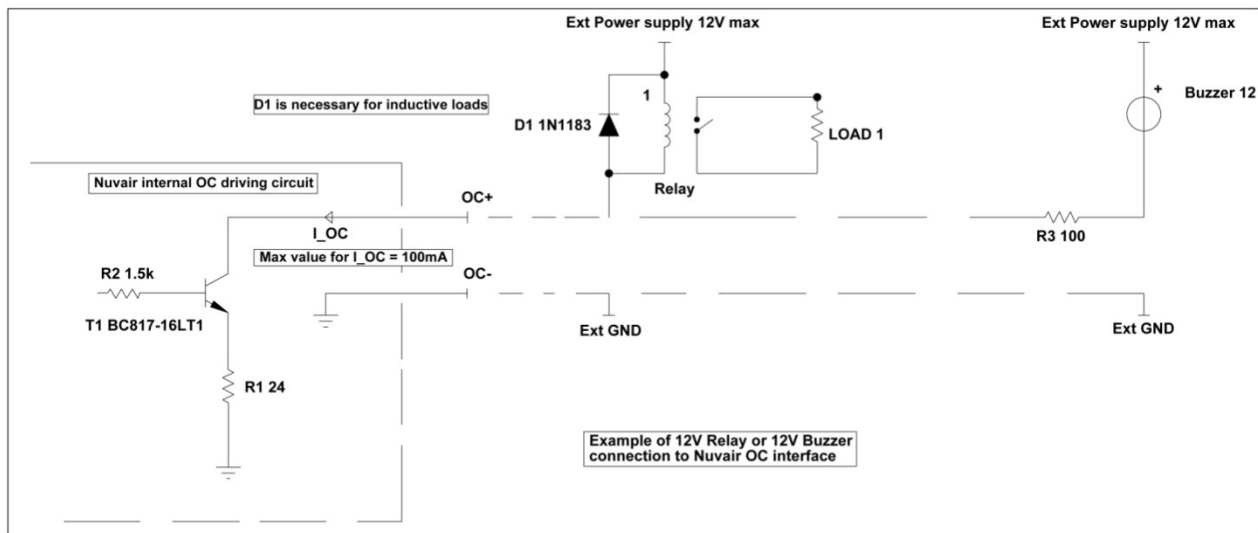 Ext Power supply 12V max
Ext Power supply 12V max
D1 is necessary for inductive loads
1
+
Buzzer 12
D1 1N1183
LOAD 1
Nuvair internal OC driving circuit
Relay
OC+
I_OC
R3 100
Max value for I_OC = 100mA
OC-
R2 1.5k
T1 BC817-16LT1
Ext GND
Ext GND
R1 24
Example of 12V Relay or 12V Buzzer
connection to Nuvair OC interface